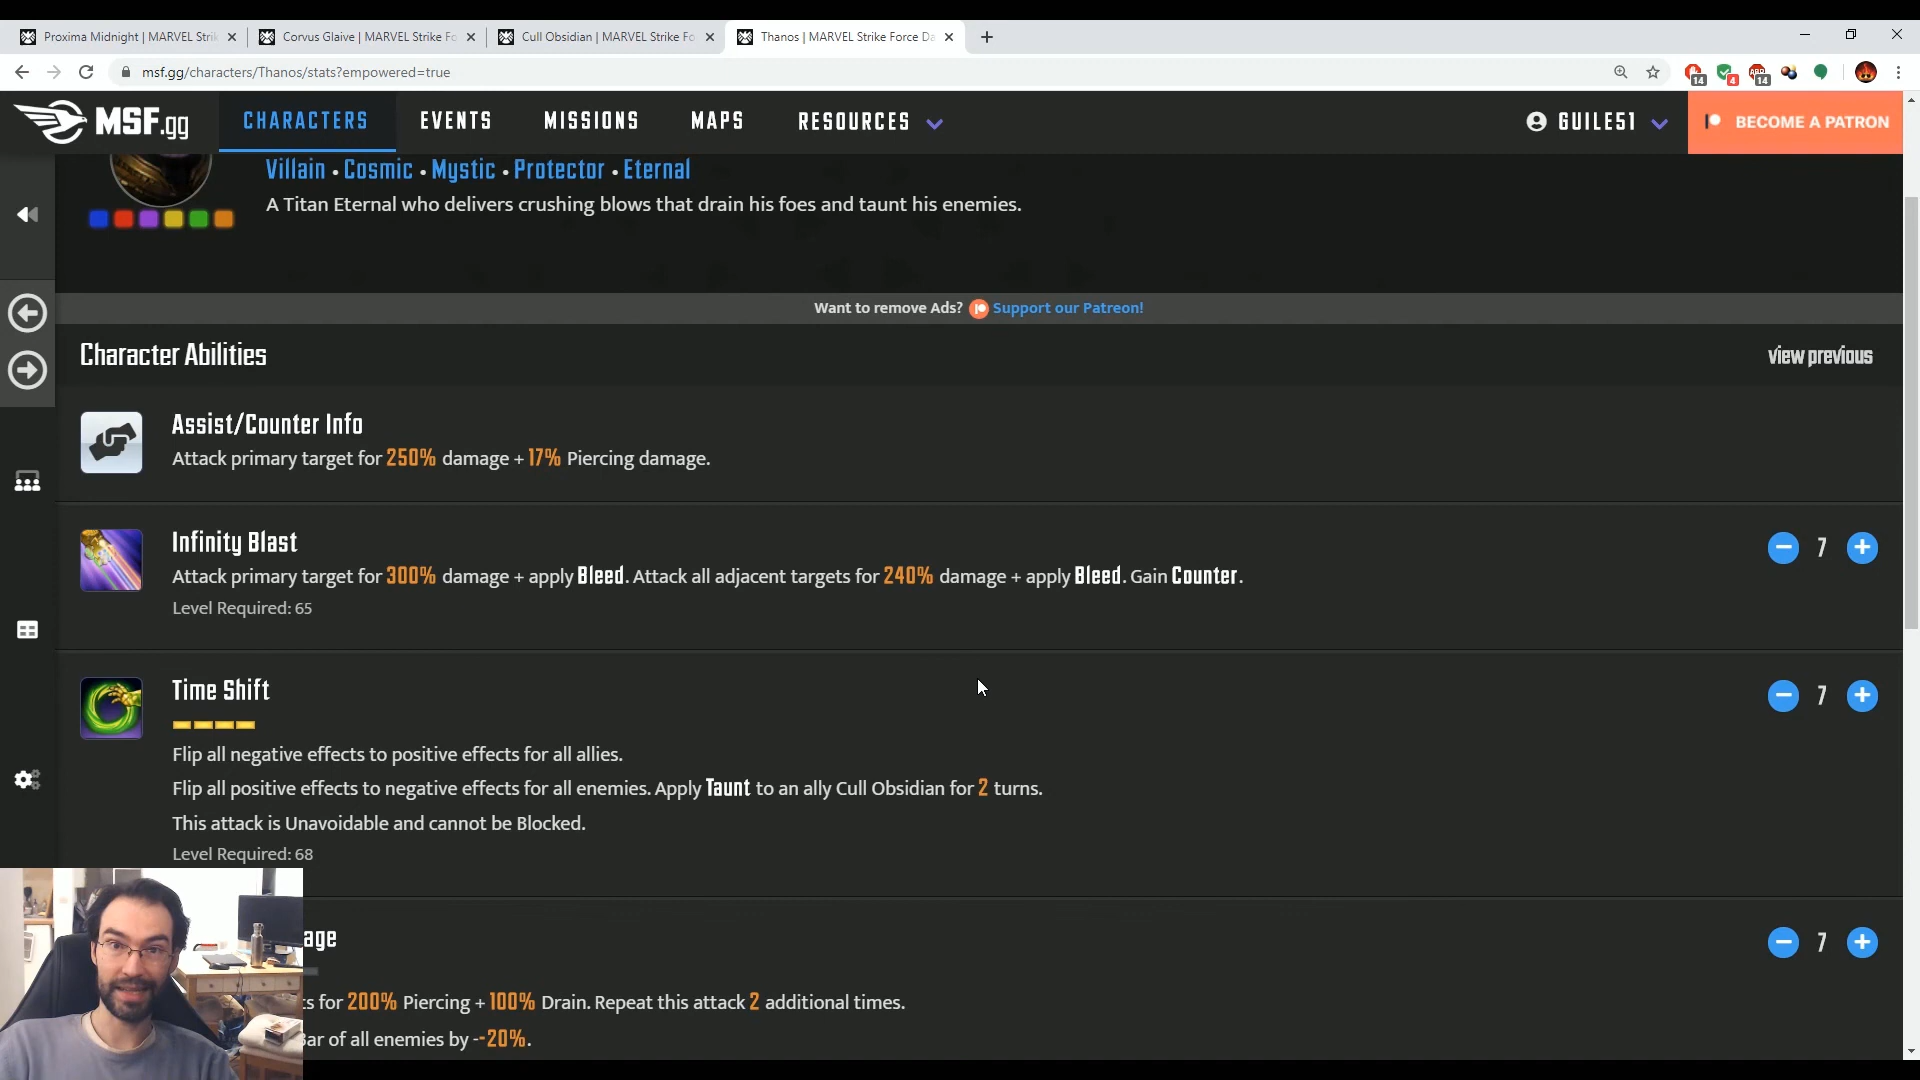 Proxima Midnight | MARVEL Stri
Corvus Glaive | MARVEL Strike Fo
Cull Obsidian | MARVEL Strike Fo
Thanos | MARVEL Strike Force Da
msf.gg/characters/Thanos/stats?empowered=true
14
4
ABP
14
MSF.gg
CHARACTERS
EVENTS
MISSIONS
MAPS
RESOURCES
GUILE51
BECOME A PATRON
Villain • Cosmic • Mystic • Protector • Eternal
A Titan Eternal who delivers crushing blows that drain his foes and taunt his enemies.
Want to remove Ads? Support our Patreon!
Character Abilities
view previous
Assist/Counter Info
Attack primary target for 250% damage + 17% Piercing damage.
Infinity Blast
7
Attack primary target for 300% damage + apply Bleed. Attack all adjacent targets for 240% damage + apply Bleed. Gain Counter.
Level Required: 65
Time Shift
7
Flip all negative effects to positive effects for all allies.
Flip all positive effects to negative effects for all enemies. Apply Taunt to an ally Cull Obsidian for 2 turns.
This attack is Unavoidable and cannot be Blocked.
Level Required: 68
age
7
ts for 200% Piercing + 100% Drain. Repeat this attack 2 additional times.
Bar of all enemies by --20%.